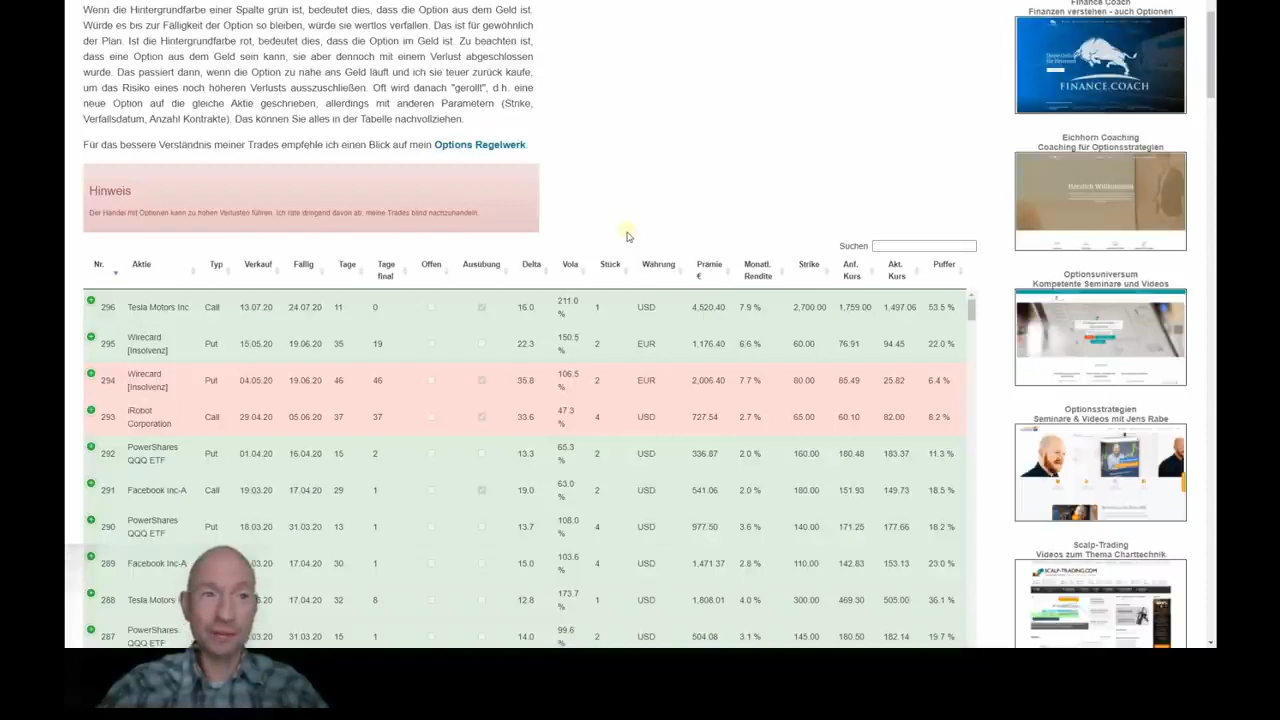 Wenn die Hintergrundfarbe einer Spalte grün ist, bedeutet dies, dass die Option aus dem Geld ist.
Würde es bis zur Fälligkeit der Option so bleiben, würde sie wertlos verfallen. Das ist für gewöhnlich
der Plan. Ist die Hintergrundfarbe rot, bedeutet dies, dass die Option im Geld ist. Zu beachten ist,
dass eine Option aus dem Geld sein kann, sie aber dennoch mit einem Verlust abgeschlossen
wurde. Das passiert dann, wenn die Option zu nahe ans Geld läuft und ich sie teuer zurück kaufe,
um das Risiko eines noch höheren Verlusts auszuschließen. Oft wird danach "gerollt", d.h. eine
neue Option auf die gleiche Aktie geschrieben, allerdings mit anderen Parametern (Strike,
Verfallsdatum, Anzahl Kontrakte). Das können Sie alles in der Tabelle nachvollziehen.
Für das bessere Verständnis meiner Trades empfehle ich einen Blick auf mein Options Regelwerk.
Hinweis
Der Handel mit Optionen kann zu hohen Verlusten führen. Ich rate dringend davon ab, meine Trades blind nachzuhandeln.
Suchen
Nr. Aktie Typ Verkauf Fällig Tage Tage final Offen Ausübung Delta Vola Stück Währung Prämie € Monatl. Rendite Strike Anf. Kurs Akt. Kurs Puffer
296 Tesla Motors Inc. Call 13.07.20 24.07.20 11 0 16.0 211.0 % 1 USD 4,520.40 7.9 % 2,700.00 1,759.00 1,497.06 53.5 %
295 Wirecard [Insolvenz] Put 15.05.20 19.06.20 35 22.3 150.5 % 2 EUR 1,176.40 6.6 % 60.00 76.91 94.45 22.0 %
294 Wirecard [Insolvenz] Put 04.05.20 19.06.20 46 46 35.8 106.5 % 2 EUR 2,006.40 7.7 % 80.00 85.49 25.82 6.4 %
293 iRobot Corporation Call 29.04.20 05.06.20 37 37 33.6 47.3 % 4 USD 727.54 2.7 % 65.00 60.10 82.00 8.2 %
292 PowerShares QQQ ETF Put 01.04.20 16.04.20 15 2 13.3 65.3 % 2 USD 336.87 2.0 % 160.00 180.48 183.37 11.3 %
291 Facebook Inc-A Call 19.03.20 17.04.20 29 1 19.0 63.0 % 2 USD 541.06 2.0 % 180.00 151.93 149.73 18.5 %
290 PowerShares QQQ ETF Put 18.03.20 31.03.20 13 1 13.7 108.0 % 4 USD 977.50 3.6 % 140.00 171.25 177.66 18.2 %
289 Facebook Inc-A 17.04.20 30 1 15.0 103.6 % 4 USD 1,471.37 2.8 % 110.00 142.83 153.13 23.0 %
288 Tesla Motors 17.04.20 32 12.8 173.7 % USD 1,808.01 4.0 % 469.30 505.00 36.1 %
287 PowerShares QQQ ETF 03.20 31.03.20 15 14.0 99.6 % 2 USD 504.08 3.1 % 145.00 180.50 182.14 19.7 %
Finance Coach
Finanzen verstehen - auch Optionen
FINANCE.COACH
Eichhorn Coaching
Coaching für Optionsstrategien
Herzlich Willkommen
Optionsuniversum
Kompetente Seminare und Videos
Optionsstrategien
Seminare & Videos mit Jens Rabe
Scalp-Trading
Videos zum Thema Charttechnik
SCALP-TRADING.COM